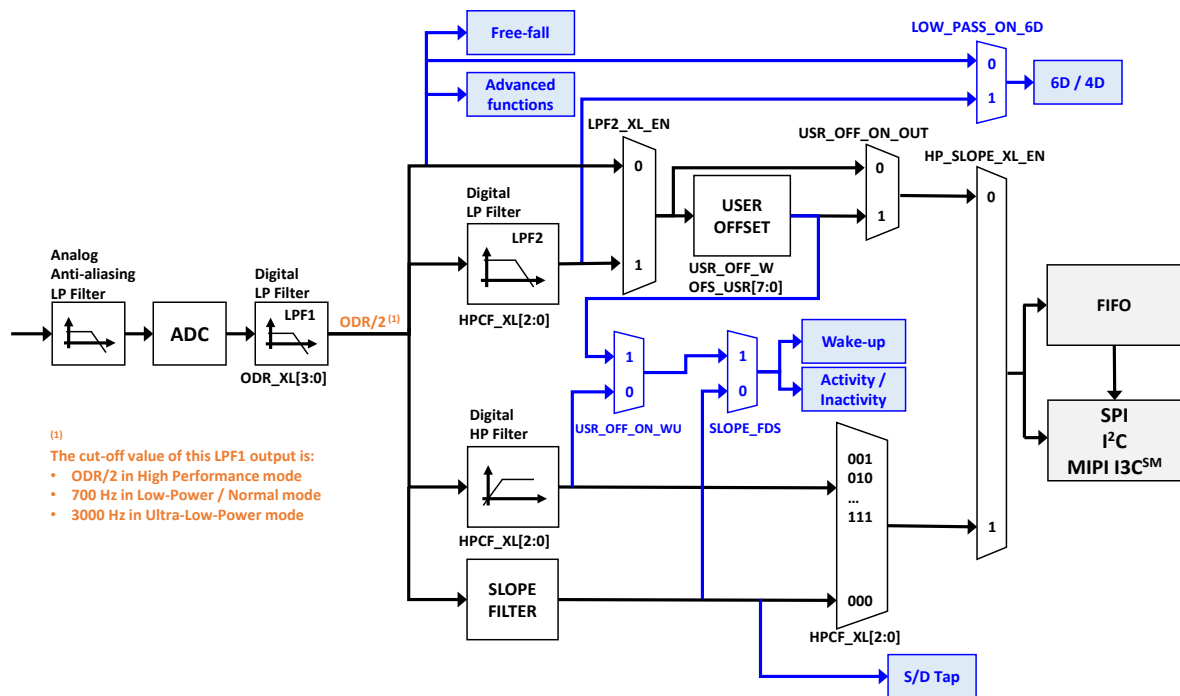 LOW_PASS_ON_6D
Free-fall
0
1
6D / 4D
Advanced
functions
LPF2_XL_EN
USR_OFF_ON_OUT
HP_SLOPE_XL_EN
0
1
0
1
0
1
Digital
LP Filter
LPF2
HPCF_XL[2:0]
USER
OFFSET
USR_OFF_W
OFS_USR[7:0]
Analog
Anti-aliasing
LP Filter
ADC
Digital
LP Filter
LPF1
ODR_XL[3:0]
ODR/2 (1)
FIFO
SPI
I2C
MIPI I3CSM
1
0
USR_OFF_ON_WU
1
0
SLOPE_FDS
Wake-up
Activity /
Inactivity
Digital
HP Filter
HPCF_XL[2:0]
001
010
…
111
000
HPCF_XL[2:0]
SLOPE
FILTER
S/D Tap
(1)
The cut-off value of this LPF1 output is:
• ODR/2 in High Performance mode
• 700 Hz in Low-Power / Normal mode
• 3000 Hz in Ultra-Low-Power mode